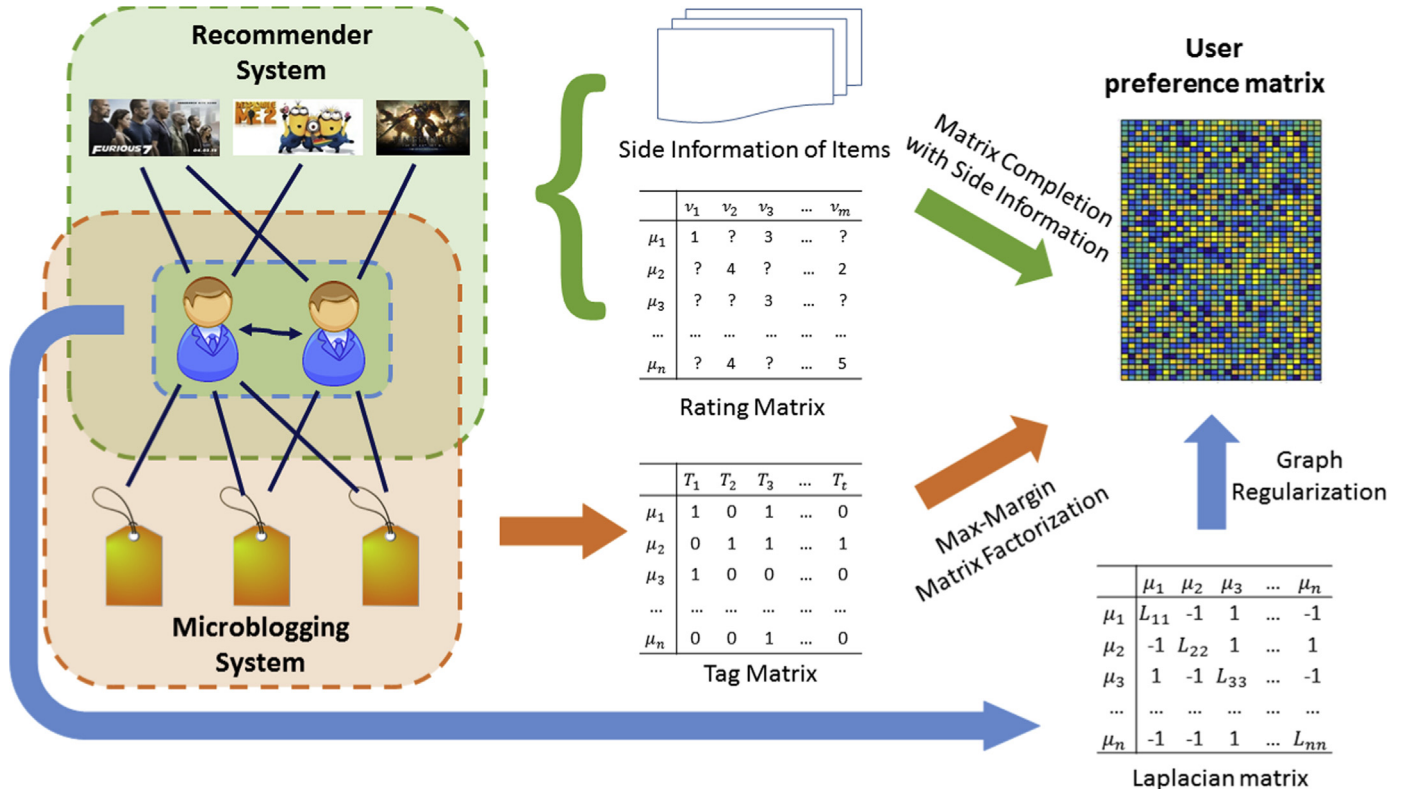 Recommender
System
FURIOUS 7
ME 2
Side Information of Items
v₁ v₂ v₃ ... vₘ
μ₁ 1 ? 3 ... ?
μ₂ ? 4 ? ... 2
μ₃ ? ? 3 ... ?
... ... ... ... ...
μₙ ? 4 ? ... 5
Rating Matrix
Matrix Completion
with Side Information
User
preference matrix
T₁ T₂ T₃ ... Tₜ
μ₁ 1 0 1 ... 0
μ₂ 0 1 1 ... 1
μ₃ 1 0 0 ... 0
... ... ... ... ...
μₙ 0 0 1 ... 0
Tag Matrix
Max-Margin
Matrix Factorization
Graph
Regularization
Microblogging
System
μ₁ μ₂ μ₃ ... μₙ
μ₁ L₁₁ -1 1 ... -1
μ₂ -1 L₂₂ 1 ... 1
μ₃ 1 -1 L₃₃ ... -1
... ... ... ... ... ...
μₙ -1 -1 1 ... Lₙₙ
Laplacian matrix